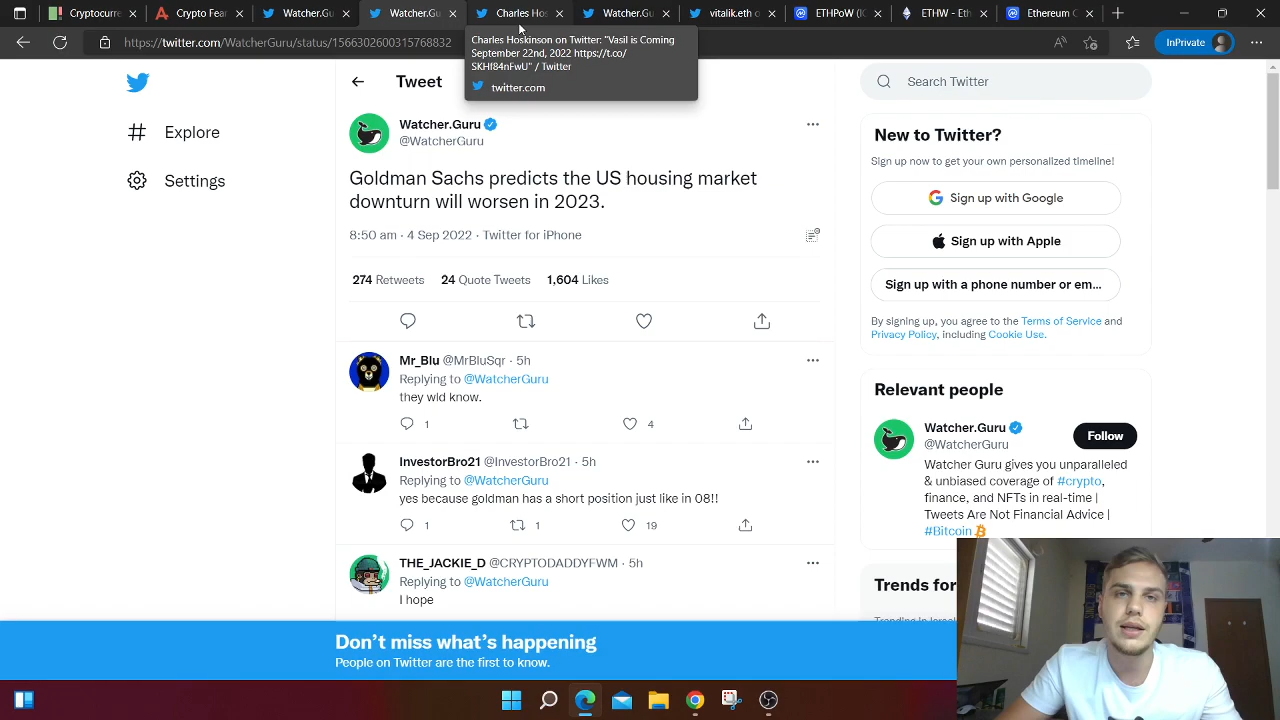 Cryptocurre
Crypto Fear
Watcher.Gu
Watcher.Gu
Charles Hos
Watcher.Gu
vitalik.eth o
ETHPoW (E
ETHW - Eth
Ethereum C
https://twitter.com/WatcherGuru/status/1566302600315768832
InPrivate
Charles Hoskinson on Twitter: "Vasil is Coming
September 22nd, 2022 https://t.co/
SKHf84nFwU" / Twitter
twitter.com
Explore
Settings
Tweet
Watcher.Guru
@WatcherGuru
Goldman Sachs predicts the US housing market
downturn will worsen in 2023.
8:50 am · 4 Sep 2022 · Twitter for iPhone
274 Retweets 24 Quote Tweets 1,604 Likes
Mr_Blu @MrBluSqr · 5h
Replying to @WatcherGuru
they wld know.
1 4
InvestorBro21 @InvestorBro21 · 5h
Replying to @WatcherGuru
yes because goldman has a short position just like in 08!!
1 1 19
THE_JACKIE_D @CRYPTODADDYFWM · 5h
Replying to @WatcherGuru
I hope
Search Twitter
New to Twitter?
Sign up now to get your own personalized timeline!
Sign up with Google
Sign up with Apple
Sign up with a phone number or em...
By signing up, you agree to the Terms of Service and
Privacy Policy, including Cookie Use.
Relevant people
Watcher.Guru
@WatcherGuru
Follow
Watcher Guru gives you unparalleled
& unbiased coverage of #crypto,
finance, and NFTs in real-time |
Tweets Are Not Financial Advice |
#Bitcoin
Trends for
Don't miss what's happening
People on Twitter are the first to know.